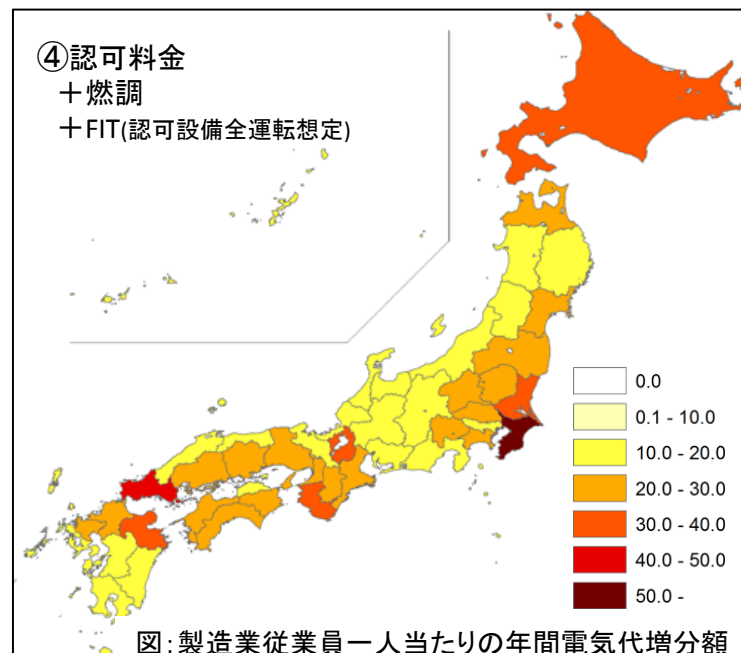 ④認可料金
＋燃調
＋FIT(認可設備全運転想定)
0.0
0.1 - 10.0
10.0 - 20.0
20.0 - 30.0
30.0 - 40.0
40.0 - 50.0
50.0 -
図:製造業従業員一人当たりの年間電気代増分額